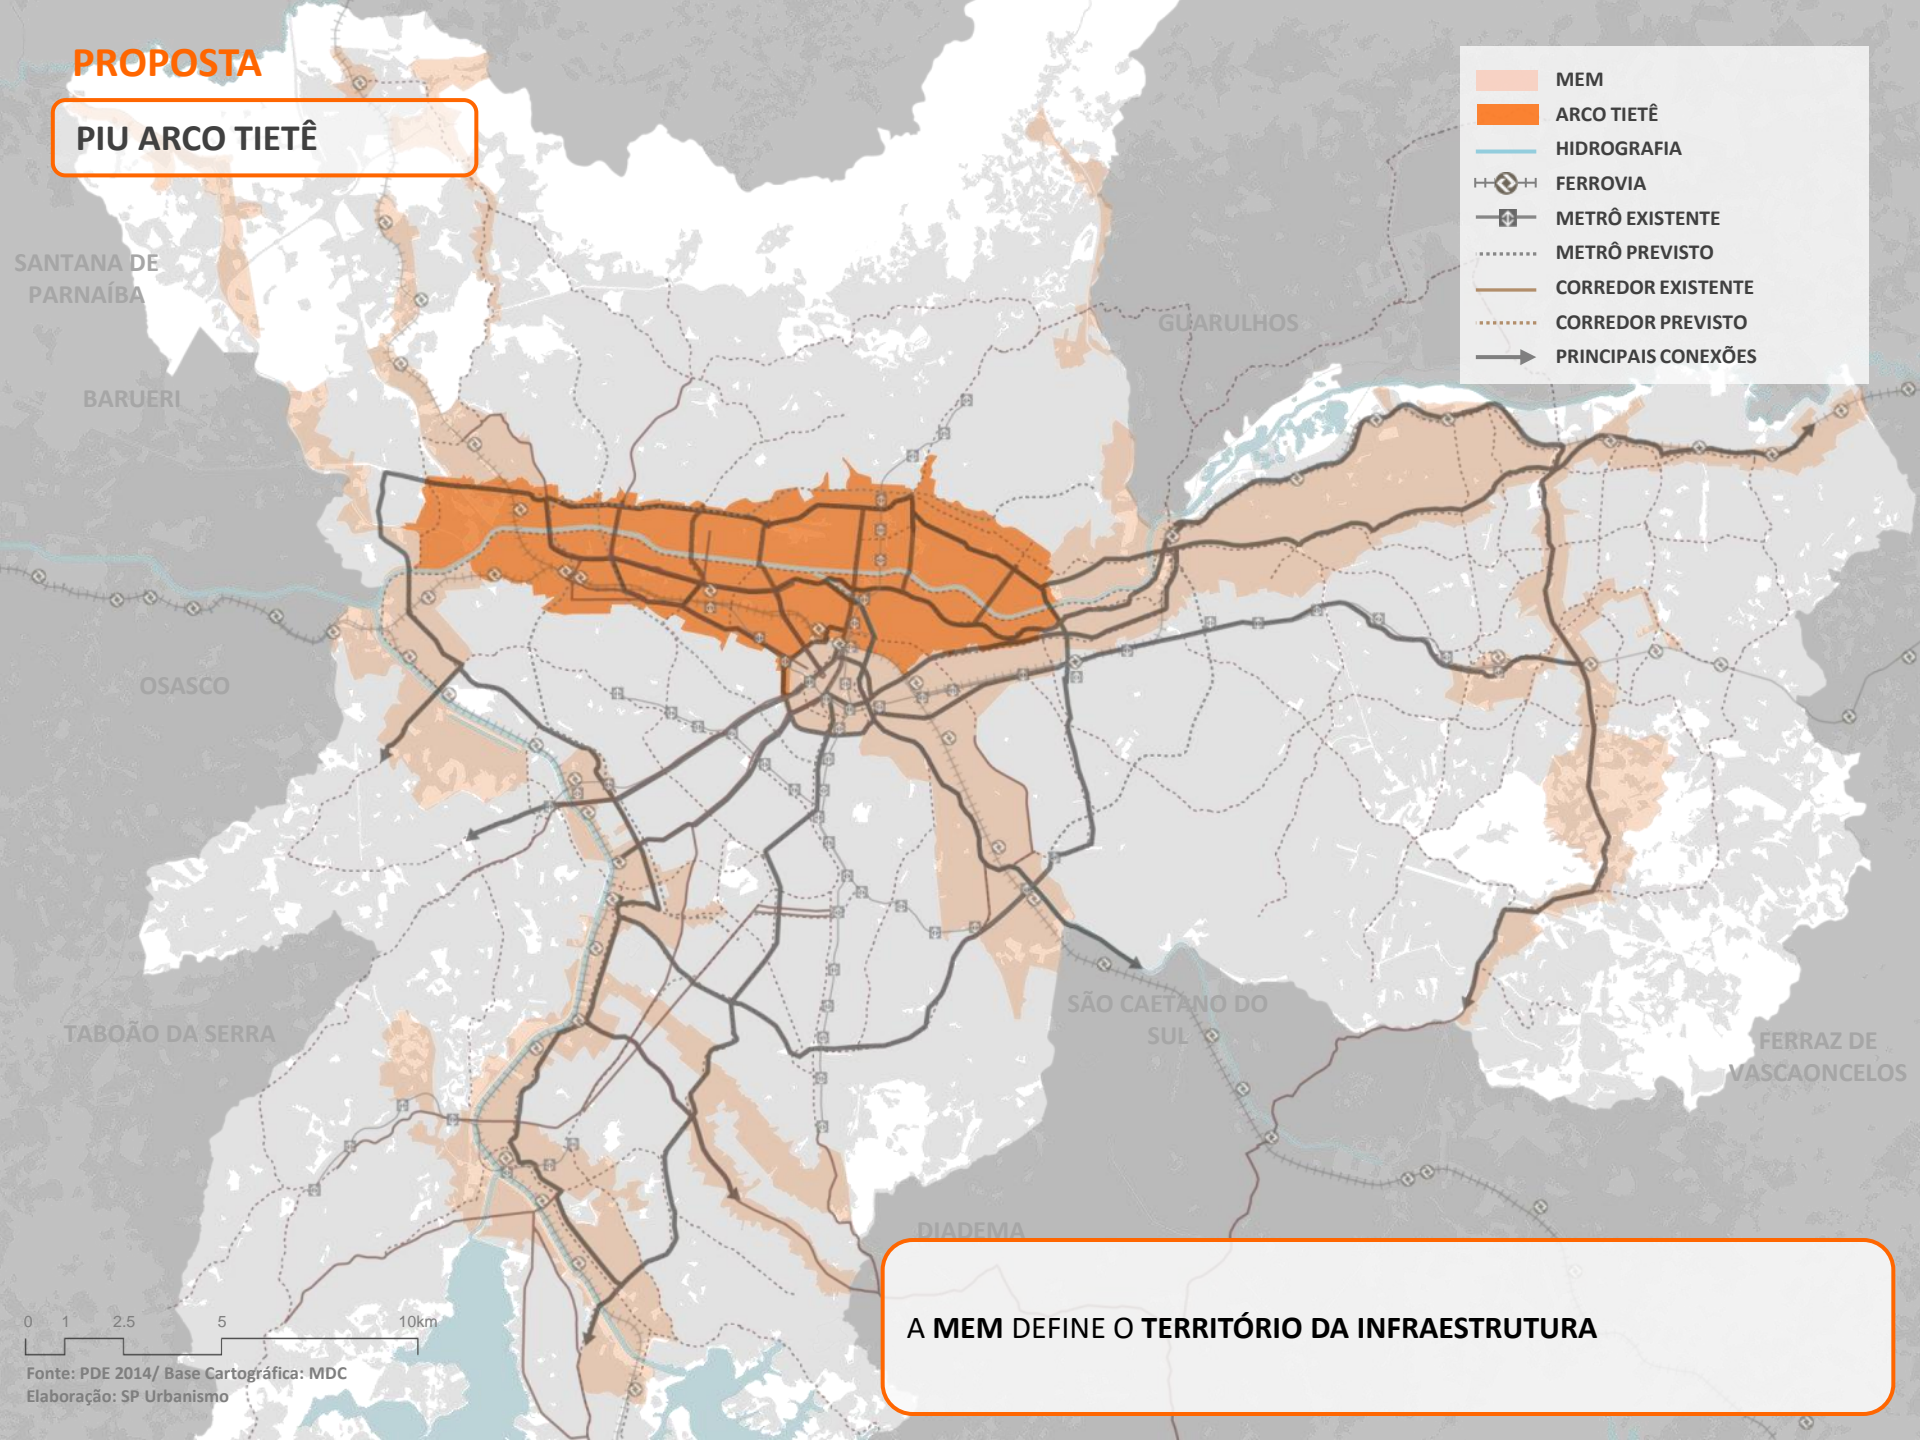 PROPOSTA
PIU ARCO TIETÊ
MEM
ARCO TIETÊ
HIDROGRAFIA
FERROVIA
METRÔ EXISTENTE
METRÔ PREVISTO
CORREDOR EXISTENTE
CORREDOR PREVISTO
PRINCIPAIS CONEXÕES
SANTANA DE
PARNAÍBA
GUARULHOS
BARUERI
OSASCO
TABOÃO DA SERRA
SÃO CAETANO DO
SUL
FERRAZ DE
VASCAONCELOS
DIADEMA
A MEM DEFINE O TERRITÓRIO DA INFRAESTRUTURA
0 1 2.5 5 10km
Fonte: PDE 2014/ Base Cartográfica: MDC
Elaboração: SP Urbanismo